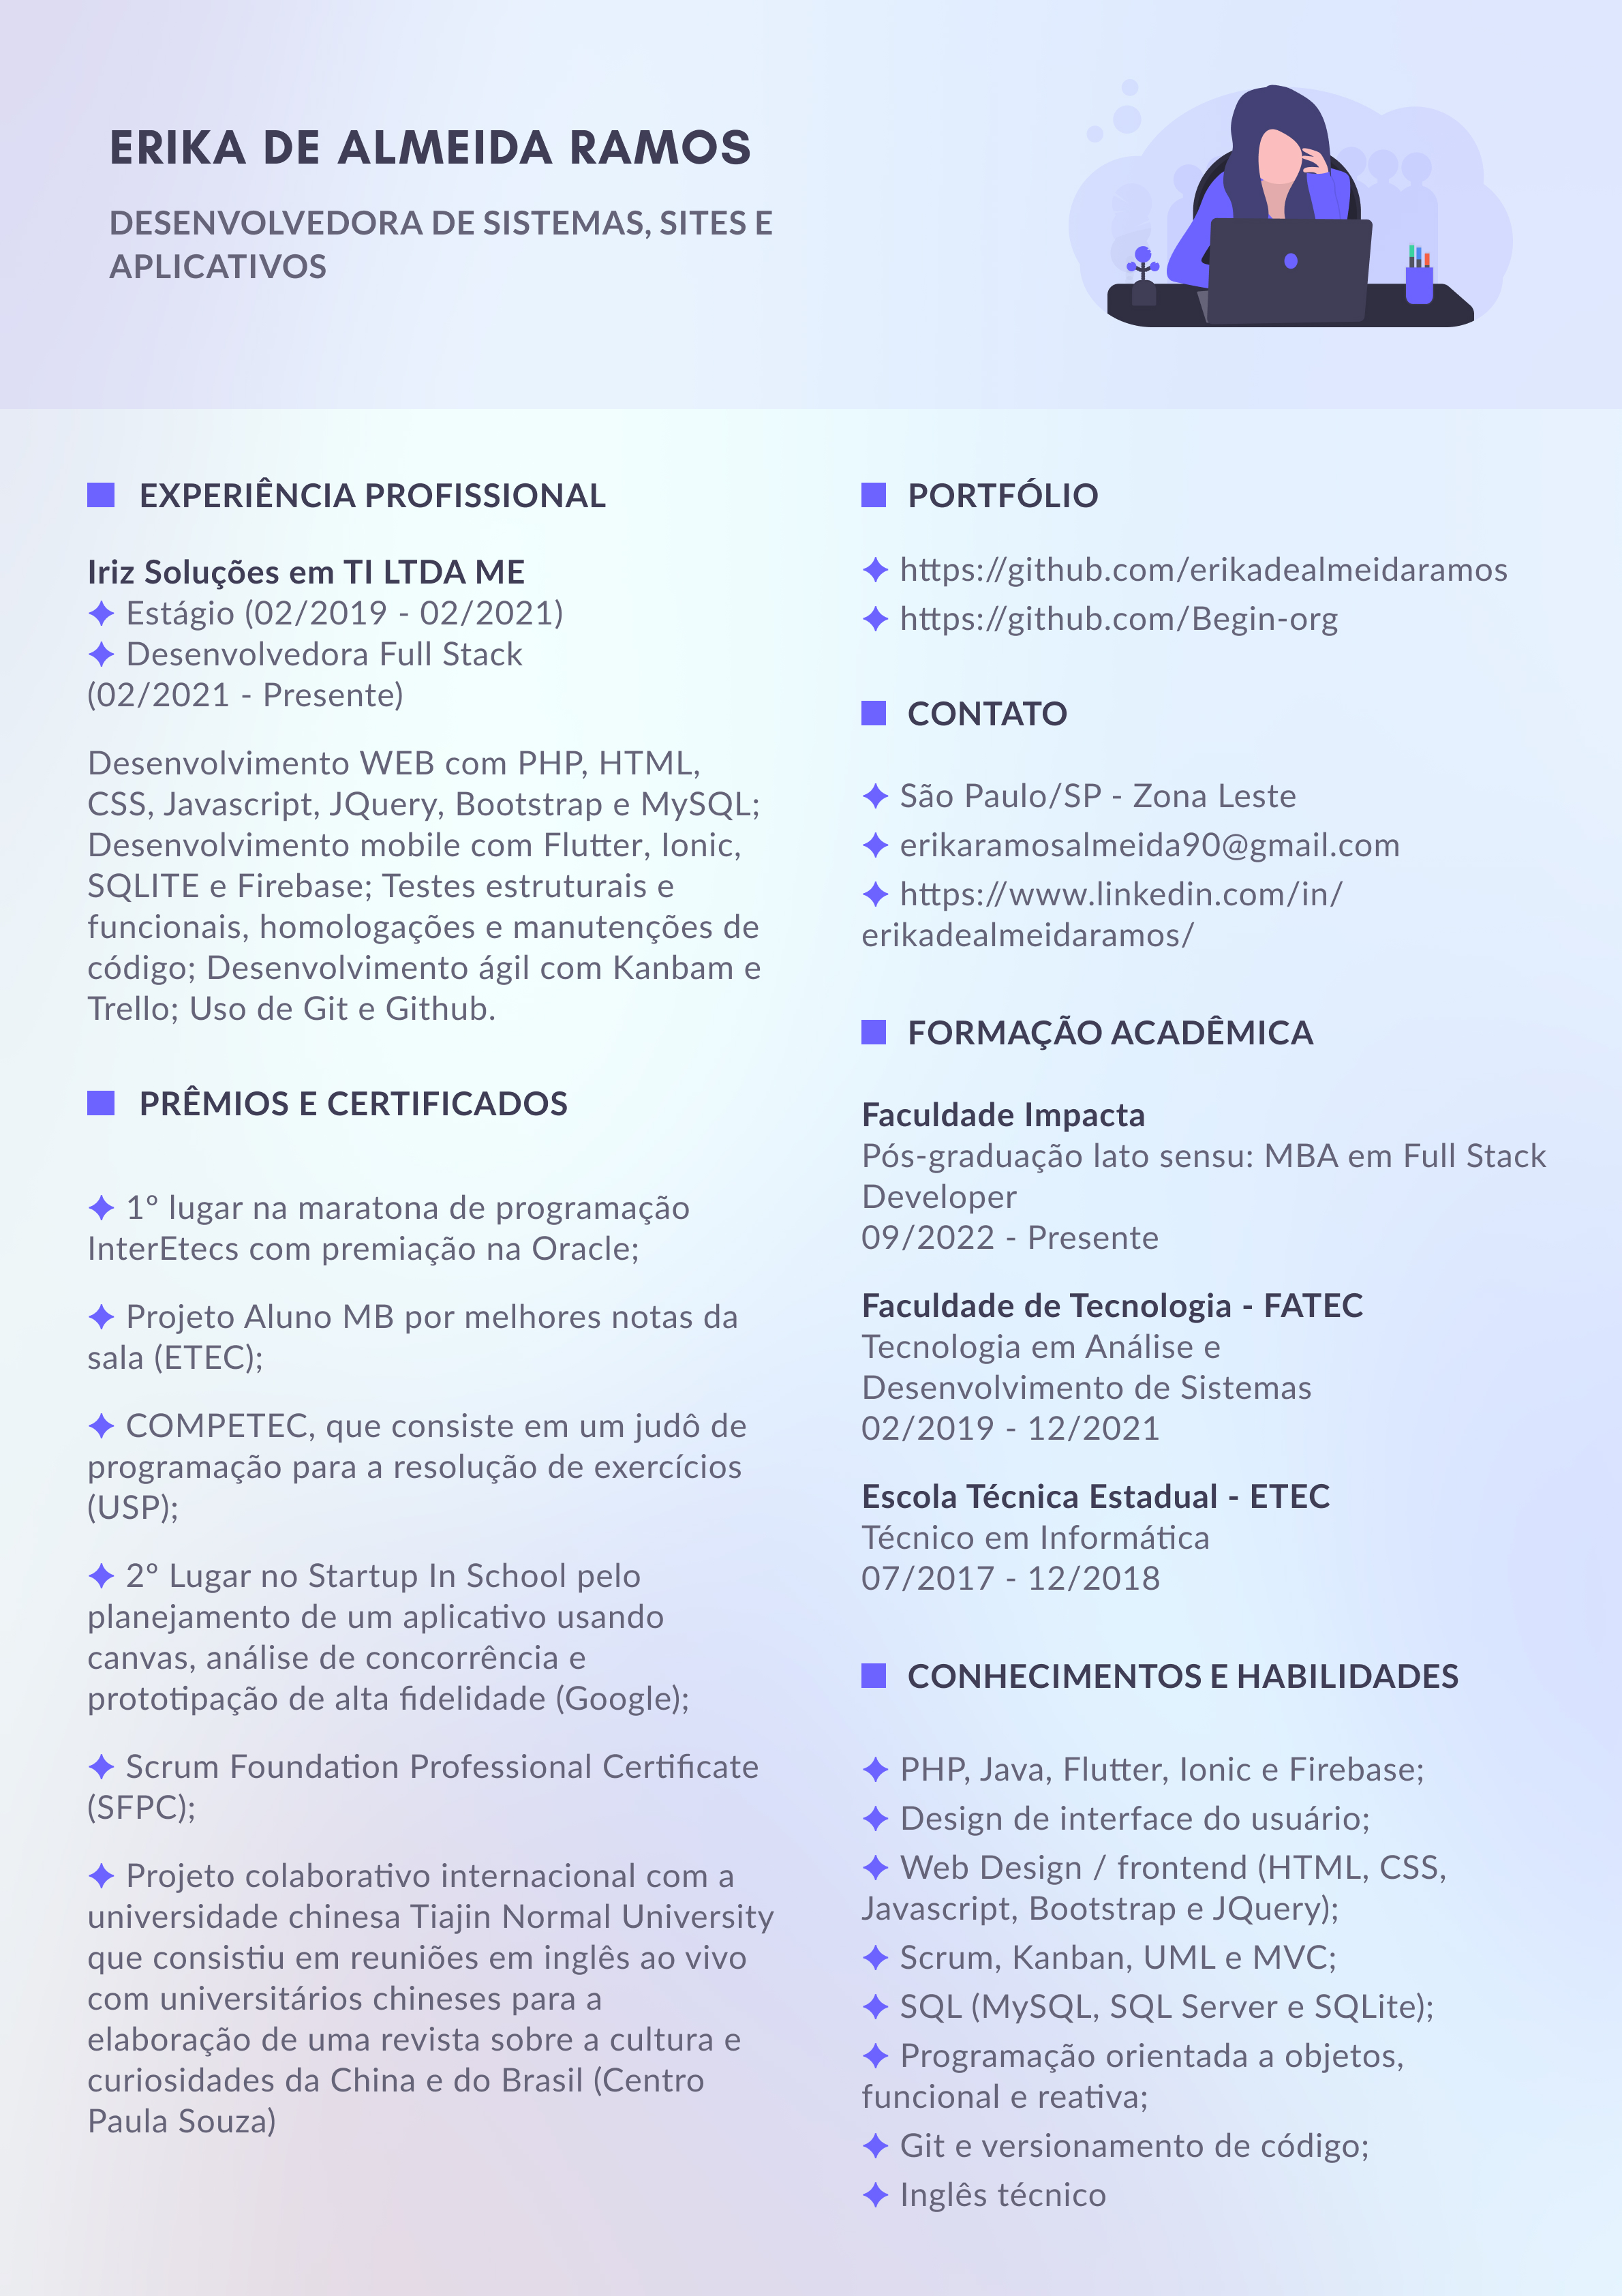 ERIKA DE ALMEIDA RAMOS
DESENVOLVEDORA DE SISTEMAS, SITES E
APLICATIVOS
EXPERIÊNCIA PROFISSIONAL
Iriz Soluções em TI LTDA ME
Estágio (02/2019 - 02/2021)
Desenvolvedora Full Stack
(02/2021 - Presente)
Desenvolvimento WEB com PHP, HTML,
CSS, Javascript, JQuery, Bootstrap e MySQL;
Desenvolvimento mobile com Flutter, Ionic,
SQLITE e Firebase; Testes estruturais e
funcionais, homologações e manutenções de
código; Desenvolvimento ágil com Kanbam e
Trello; Uso de Git e Github.
PRÊMIOS E CERTIFICADOS
1º lugar na maratona de programação
InterEtecs com premiação na Oracle;
Projeto Aluno MB por melhores notas da
sala (ETEC);
COMPETEC, que consiste em um judô de
programação para a resolução de exercícios
(USP);
2º Lugar no Startup In School pelo
planejamento de um aplicativo usando
canvas, análise de concorrência e
prototipação de alta fidelidade (Google);
Scrum Foundation Professional Certificate
(SFPC);
Projeto colaborativo internacional com a
universidade chinesa Tiajin Normal University
que consistiu em reuniões em inglês ao vivo
com universitários chineses para a
elaboração de uma revista sobre a cultura e
curiosidades da China e do Brasil (Centro
Paula Souza)
PORTFÓLIO
https://github.com/erikadealmeidaramos
https://github.com/Begin-org
CONTATO
São Paulo/SP - Zona Leste
erikaramosalmeida90@gmail.com
https://www.linkedin.com/in/
erikadealmeidaramos/
FORMAÇÃO ACADÊMICA
Faculdade Impacta
Pós-graduação lato sensu: MBA em Full Stack
Developer
09/2022 - Presente
Faculdade de Tecnologia - FATEC
Tecnologia em Análise e
Desenvolvimento de Sistemas
02/2019 - 12/2021
Escola Técnica Estadual - ETEC
Técnico em Informática
07/2017 - 12/2018
CONHECIMENTOS E HABILIDADES
PHP, Java, Flutter, Ionic e Firebase;
Design de interface do usuário;
Web Design / frontend (HTML, CSS,
Javascript, Bootstrap e JQuery);
Scrum, Kanban, UML e MVC;
SQL (MySQL, SQL Server e SQLite);
Programação orientada a objetos,
funcional e reativa;
Git e versionamento de código;
Inglês técnico